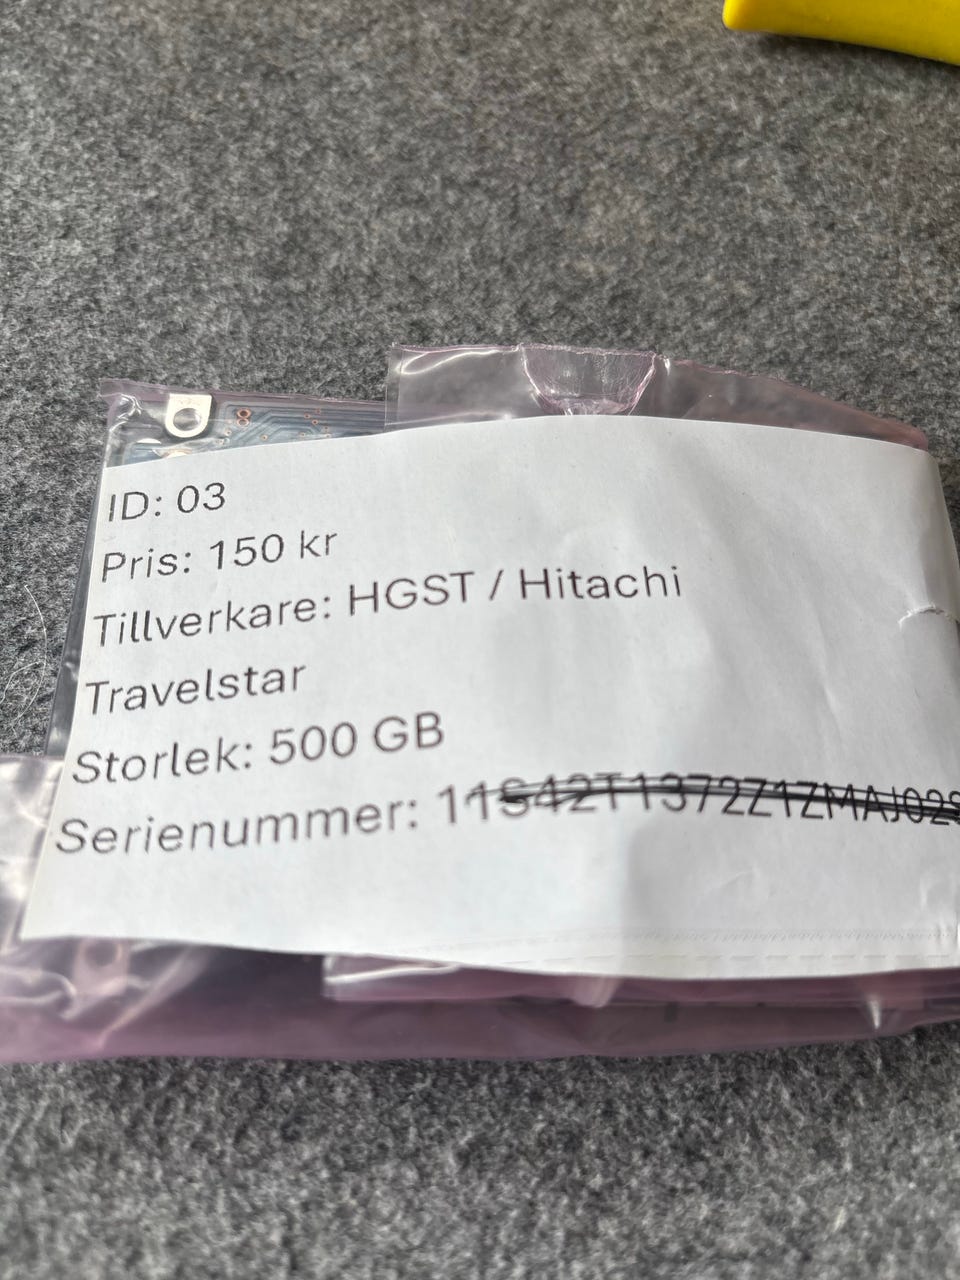 ID: 03
Pris: 150 kr
Tillverkare: HGST / Hitachi
Travelstar
Storlek: 500 GB
Serienummer: